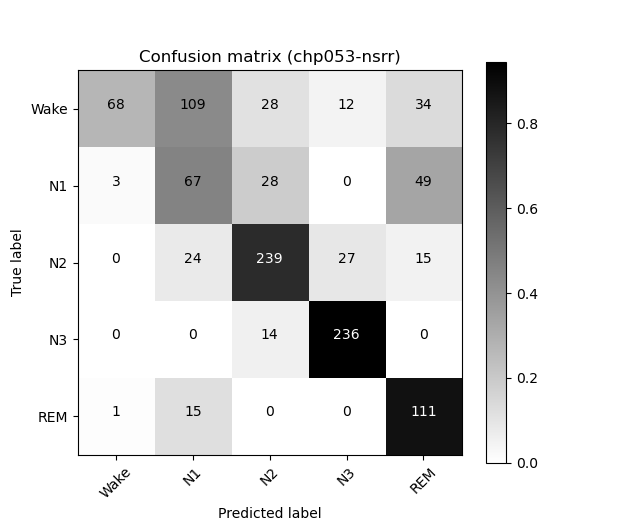 Confusion matrix (chp053-nsrr)
Wake 68 109 28 12 34
N1 3 67 28 0 49
N2 0 24 239 27 15
N3 0 0 14 236 0
REM 1 15 0 0 111
Wake N1 N2 N3 REM
Predicted label
True label
0.8
0.6
0.4
0.2
0.0